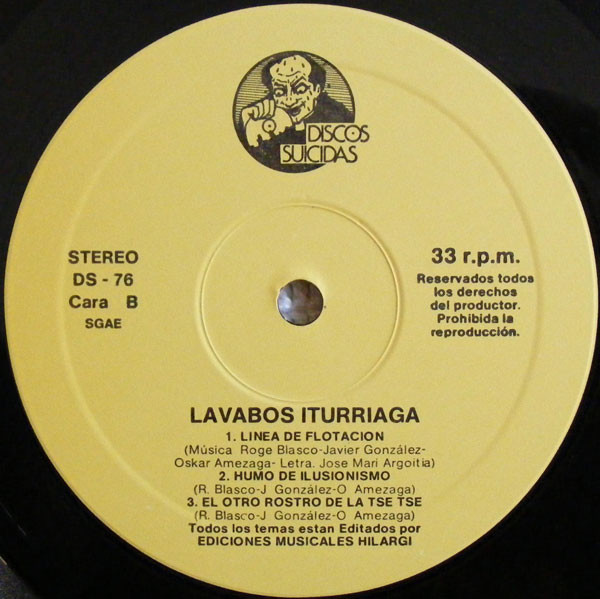 DISCOS
SUICIDAS
STEREO
DS - 76
Cara B
SGAE
33 r.p.m.
Reservados todos
los derechos
del productor.
Prohibida la
reproducción.
LAVABOS ITURRIAGA
1. LINEA DE FLOTACION
(Música Roge Blasco-Javier González-
Oskar Amezaga- Letra. Jose Mari Argoitia)
2. HUMO DE ILUSIONISMO
(R. Blasco-J González-O Amezaga)
3. EL OTRO ROSTRO DE LA TSE TSE
(R. Blasco-J González-O Amezaga)
Todos los temas estan Editados por
EDICIONES MUSICALES HILARGI